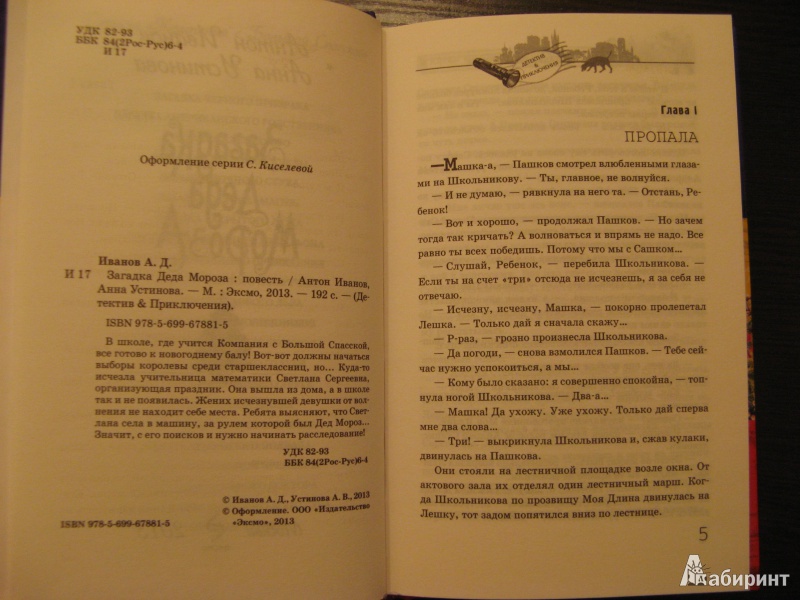 УДК 82-93
ББК 84(2Рос-Рус)6-4
И 17
Оформление серии С. Киселевой
Иванов А. Д.
И 17 Загадка Деда Мороза : повесть / Антон Иванов,
Анна Устинова. — М. : Эксмо, 2013. — 192 с. — (Де-
тектив & Приключения).
ISBN 978-5-699-67881-5
В школе, где учится Компания с Большой Спасской,
все готово к новогоднему балу! Вот-вот должны начаться
выборы королевы среди старшеклассниц, но... Куда-то
исчезла учительница математики Светлана Сергеевна,
организующая праздник. Она вышла из дома, а в школе
так и не появилась. Жених исчезнувшей девушки от вол-
нения не находит себе места. Ребята выясняют, что Свет-
лана села в машину, за рулем которой был Дед Мороз...
Значит, с его поисков и нужно начинать расследование!
УДК 82-93
ББК 84(2Рос-Рус)6-4
© Иванов А. Д., Устинова А. В., 2013
© Оформление. ООО «Издательство
«Эксмо», 2013
ISBN 978-5-699-67881-5
ДЕТЕКТИВ &
ПРИКЛЮЧЕНИЯ
Глава I
ПРОПАЛА
—Машка-а, — Пашков смотрел влюбленными глаза-
ми на Школьникову. — Ты, главное, не волнуйся.
— И не думаю, — рявкнула на него та. — Отстань, Ре-
бенок!
— Вот и хорошо, — продолжал Пашков. — Но зачем
тогда так кричать? А волноваться и впрямь не надо. Все
равно ты всех победишь. Потому что мы с Сашком...
— Слушай, Ребенок, — перебила Школьникова. —
Если ты на счет «три» отсюда не исчезнешь, я за себя не
отвечаю.
— Исчезну, исчезну, Машка, — покорно пролепетал
Лешка. — Только дай я сначала скажу...
— Р-раз, — грозно произнесла Школьникова.
— Да погоди, — снова взмолился Пашков. — Тебе сей-
час нужно успокоиться, а мы...
— Кому было сказано: я совершенно спокойна, — топ-
нула ногой Школьникова. — Два-а...
— Машка! Да ухожу. Уже ухожу. Только дай сперва
мне два слова...
— Три! — выкрикнула Школьникова и, сжав кулаки,
двинулась на Пашкова.
Они стояли на лестничной площадке возле окна. От
актового зала их отделял один лестничный марш. Ког-
да Школьникова по прозвищу Моя Длина двинулась на
Лешку, тот задом попятился вниз по лестнице.
5
Лабиринт